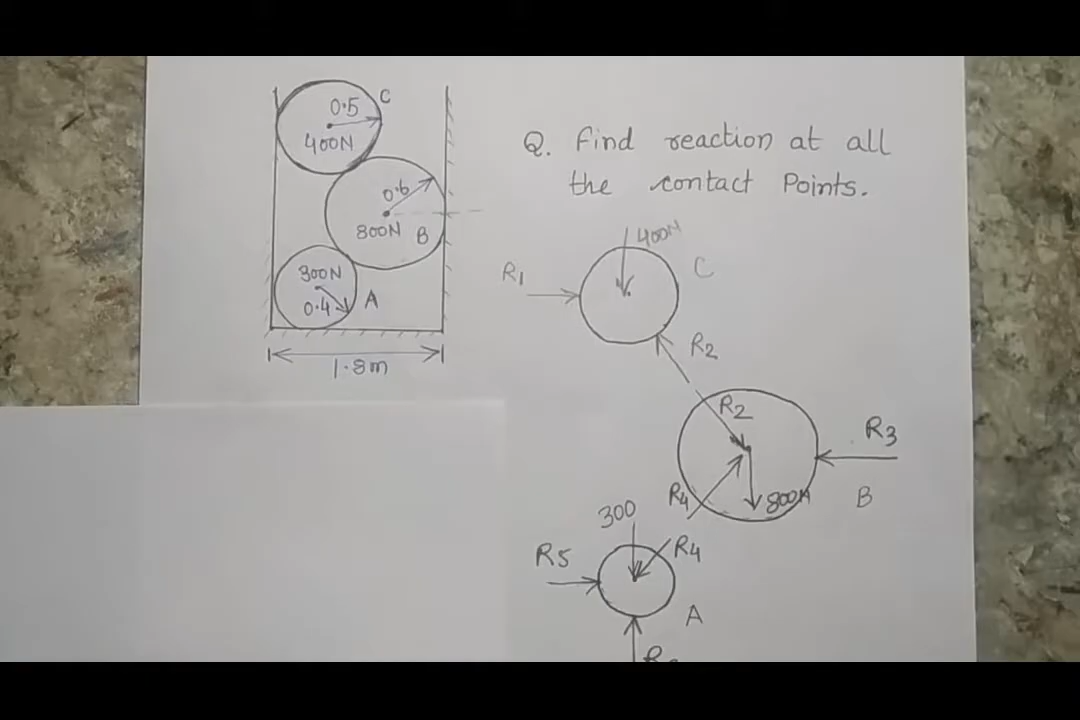 C
0.5
400N
Q. Find reaction at all
the contact Points.
0.6
800N B
300N
0.4
A
1.8m
400N
C
R1
R2
R2
R3
R4
800N
B
300
R4
R5
A